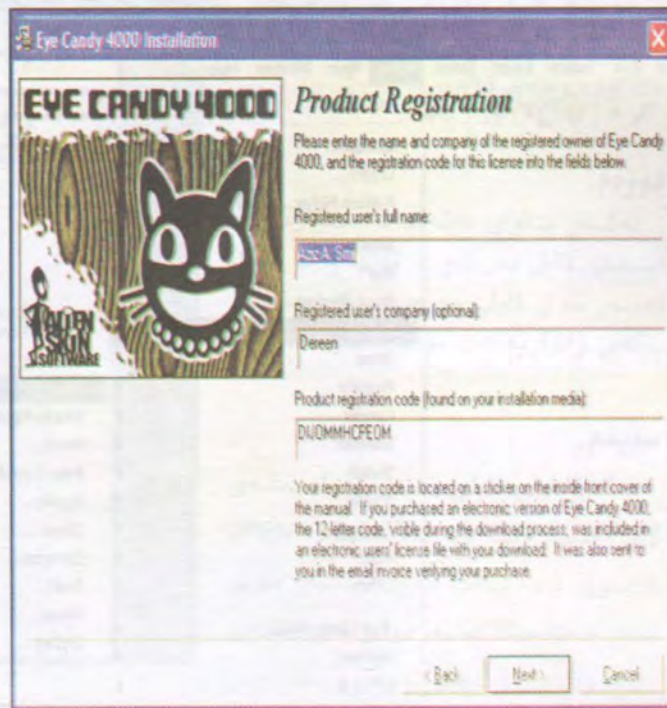 Eye Candy 4000 Installation
EYE CANDY 4000
ALIEN
SKIN
SOFTWARE
Product Registration
Please enter the name and company of the registered owner of Eye Candy
4000, and the registration code for this license into the fields below.
Registered user's full name:
Registered user's company (optional):
Dereen
Product registration code (found on your installation media):
Your registration code is located on a sticker on the inside front cover of
the manual. If you purchased an electronic version of Eye Candy 4000,
the 12-letter code, visible during the download process, was included in
an electronic users' license file with your download. It was also sent to
you in the email invoice verifying your purchase.
< Back
Next >
Cancel